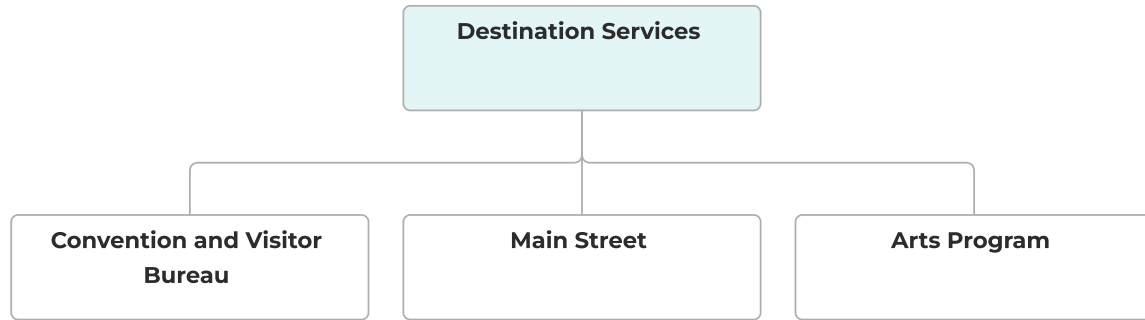 Destination Services
Convention and Visitor
Bureau
Main Street
Arts Program